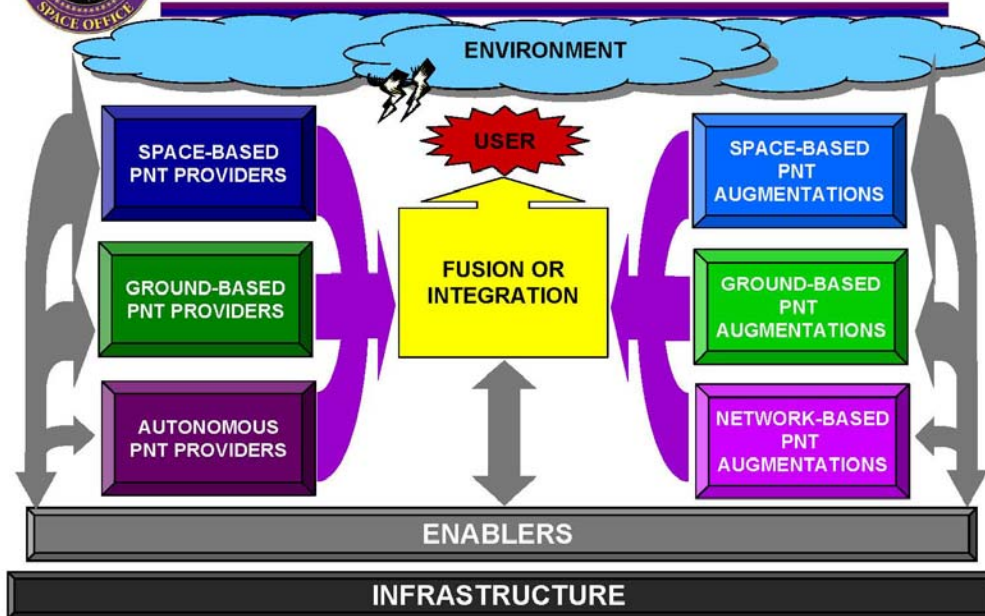 SPACE OFFICE
ENVIRONMENT
USER
SPACE-BASED
PNT PROVIDERS
GROUND-BASED
PNT PROVIDERS
AUTONOMOUS
PNT PROVIDERS
FUSION OR
INTEGRATION
SPACE-BASED
PNT
AUGMENTATIONS
GROUND-BASED
PNT
AUGMENTATIONS
NETWORK-BASED
PNT
AUGMENTATIONS
ENABLERS
INFRASTRUCTURE